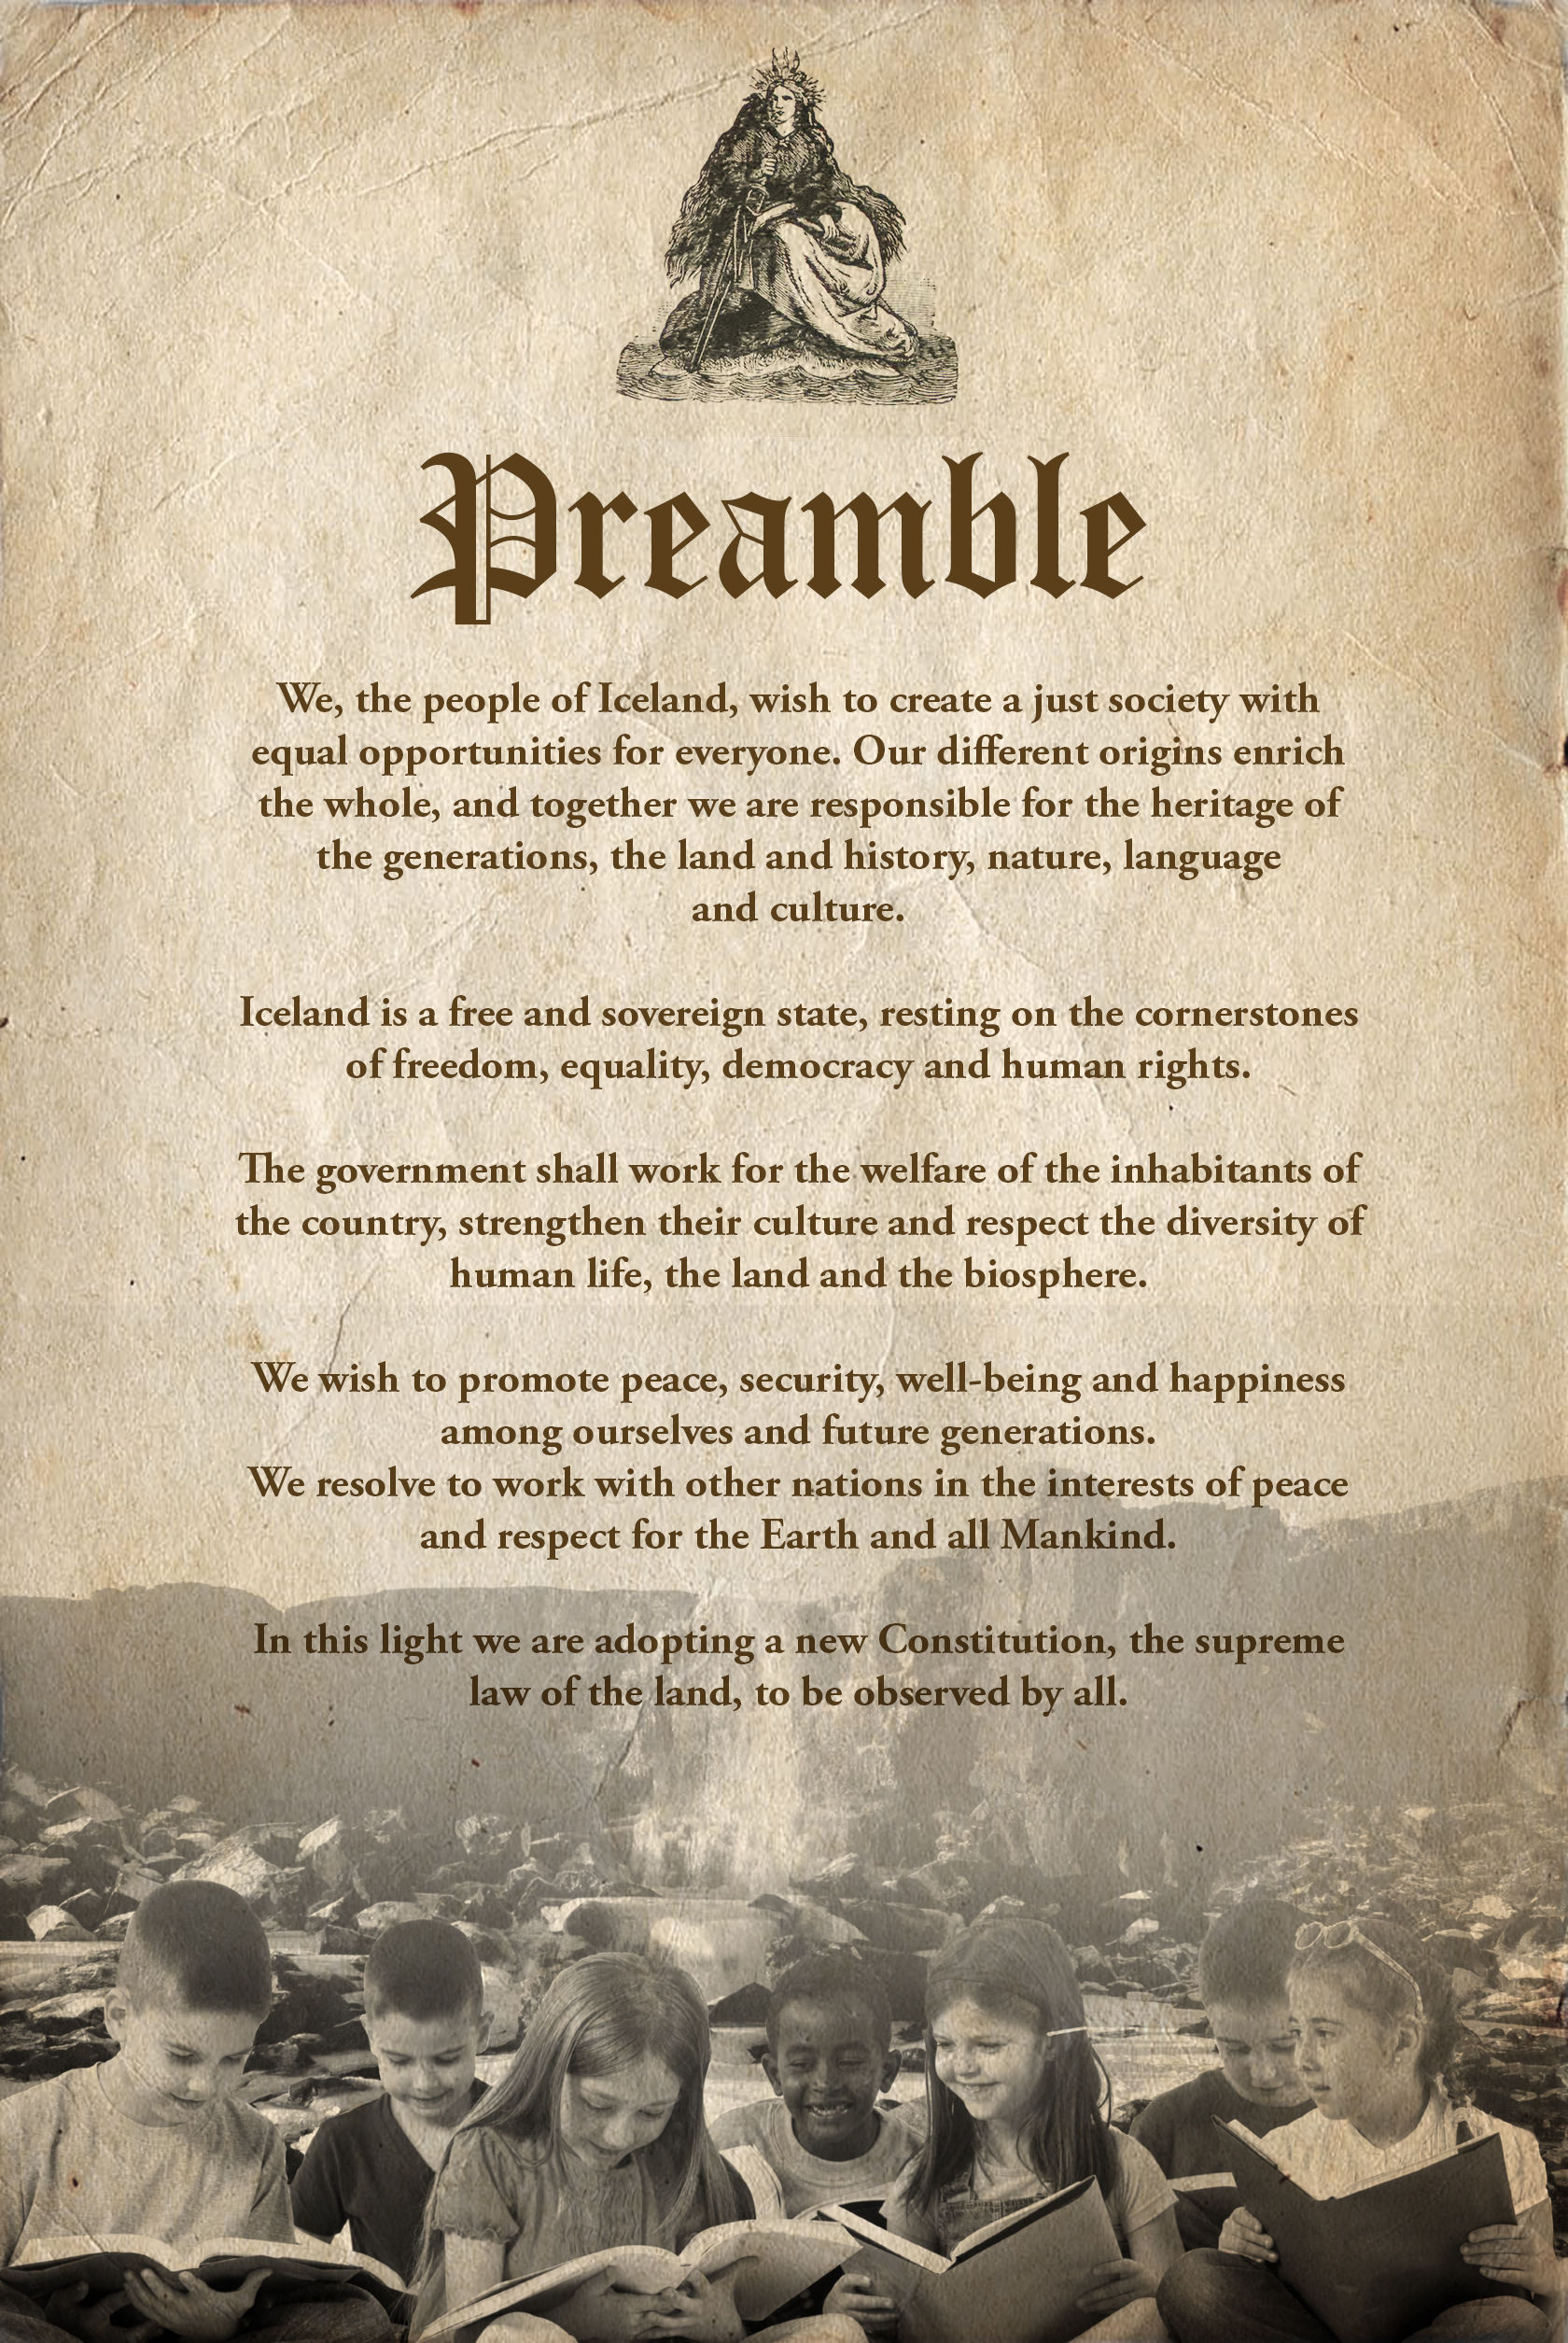 Preamble
We, the people of Iceland, wish to create a just society with
equal opportunities for everyone. Our different origins enrich
the whole, and together we are responsible for the heritage of
the generations, the land and history, nature, language
and culture.
Iceland is a free and sovereign state, resting on the cornerstones
of freedom, equality, democracy and human rights.
The government shall work for the welfare of the inhabitants of
the country, strengthen their culture and respect the diversity of
human life, the land and the biosphere.
We wish to promote peace, security, well-being and happiness
among ourselves and future generations.
We resolve to work with other nations in the interests of peace
and respect for the Earth and all Mankind.
In this light we are adopting a new Constitution, the supreme
law of the land, to be observed by all.